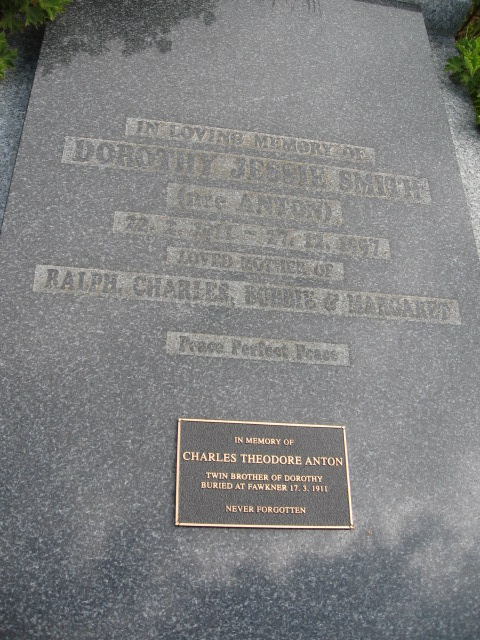 IN LOVING MEMORY OF
DOROTHY JESSIE SMITH
(nee ANTON)
22. 2. 1911 - 27. 12. 1997
LOVED MOTHER OF
RALPH, CHARLES, BOBBIE & MARGARET
Peace Perfect Peace
IN MEMORY OF
CHARLES THEODORE ANTON
TWIN BROTHER OF DOROTHY
BURIED AT FAWKNER 17. 3. 1911
NEVER FORGOTTEN